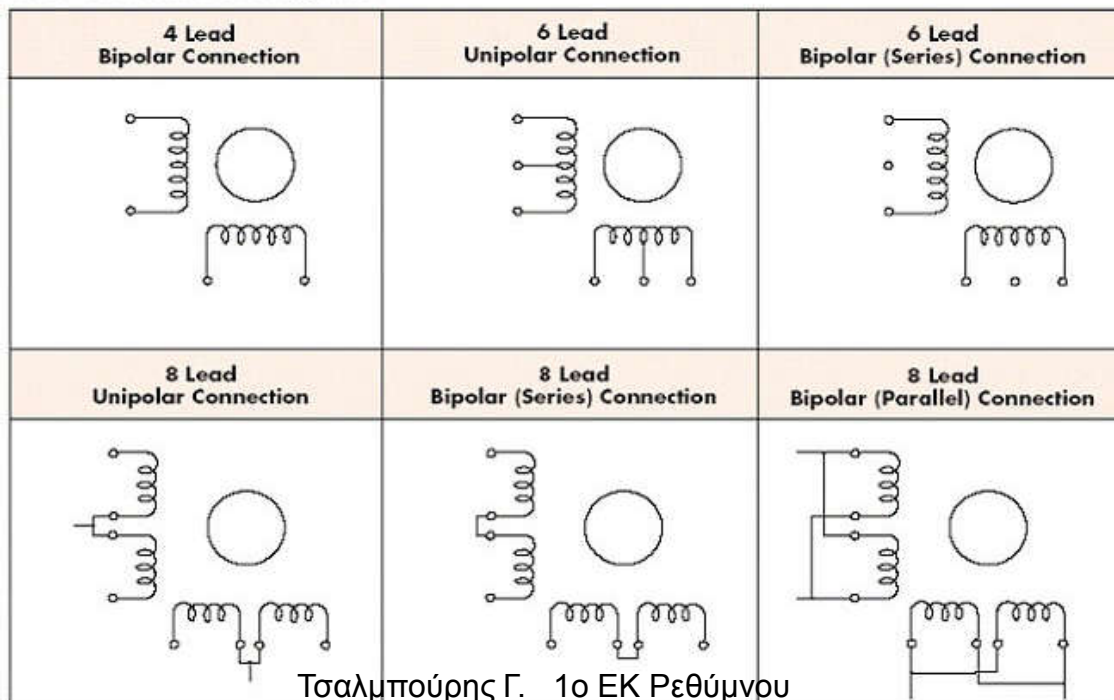 4 Lead
Bipolar Connection
6 Lead
Unipolar Connection
6 Lead
Bipolar (Series) Connection
8 Lead
Unipolar Connection
8 Lead
Bipolar (Series) Connection
8 Lead
Bipolar (Parallel) Connection
Τσαλμπούρης Γ. 1ο ΕΚ Ρεθύμνου